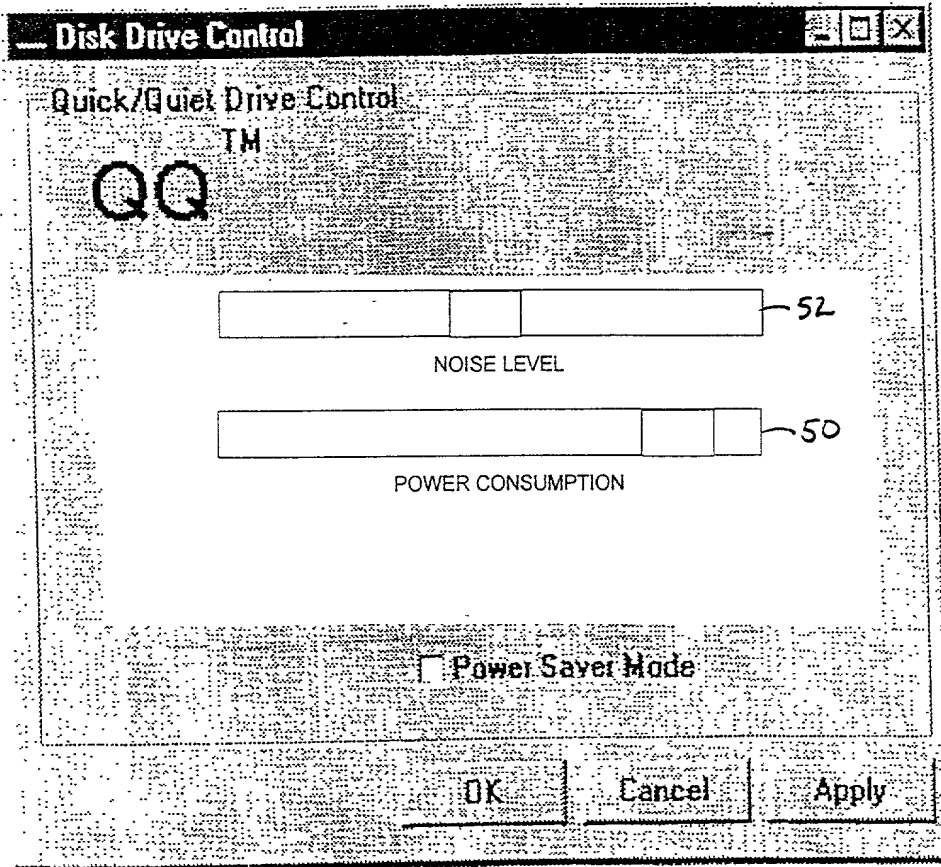 Disk Drive Control
Quick/Quiet Drive Control
TM
QQ
52
NOISE LEVEL
50
POWER CONSUMPTION
Power Saver Mode
OK Cancel Apply